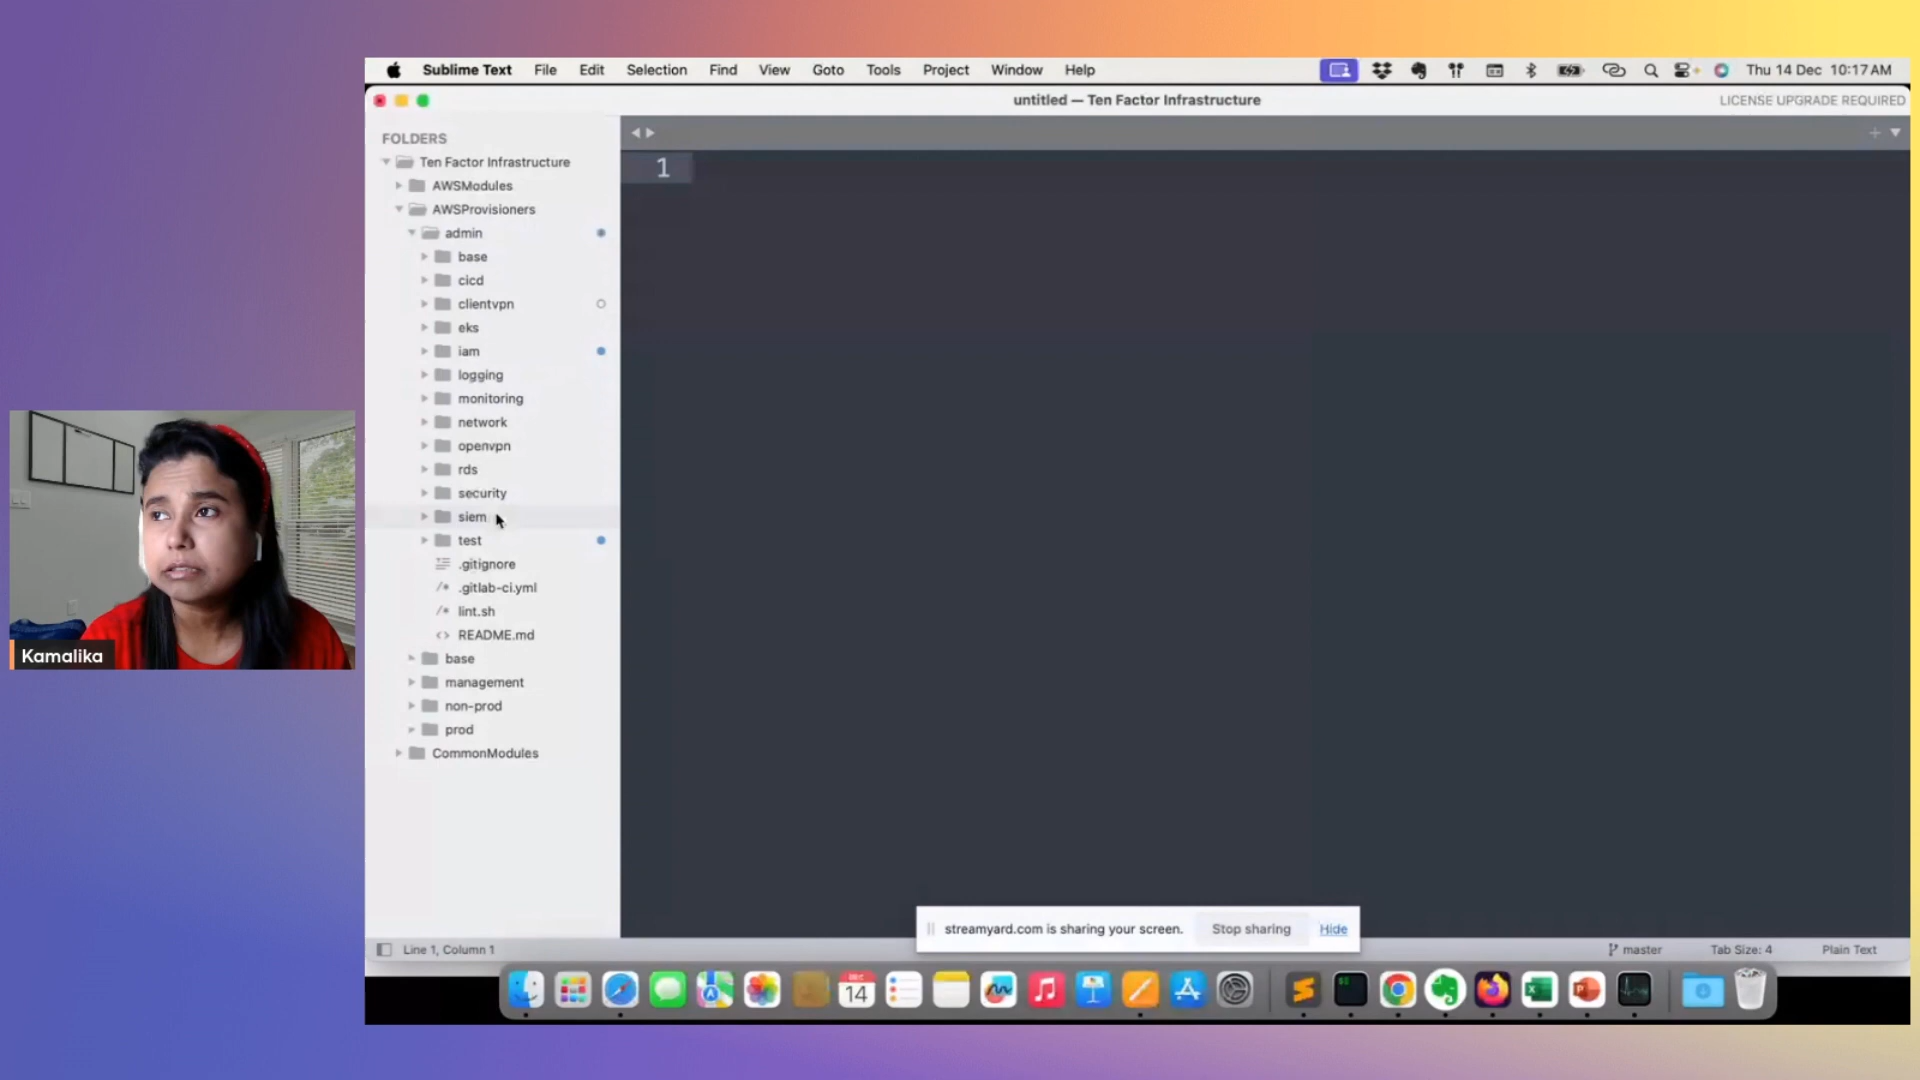 Sublime Text File Edit Selection Find View Goto Tools Project Window Help Thu 14 Dec 10:17 AM
untitled — Ten Factor Infrastructure LICENSE UPGRADE REQUIRED
FOLDERS
Ten Factor Infrastructure
1
AWSModules
AWSProvisioners
admin
base
cicd
clientvpn
eks
iam
logging
monitoring
network
openvpn
rds
security
siem
test
.gitignore
.gitlab-ci.yml
lint.sh
README.md
base
management
non-prod
prod
CommonModules
Kamalika
streamyard.com is sharing your screen. Stop sharing Hide
Line 1, Column 1 master Tab Size: 4 Plain Text
DEC
14